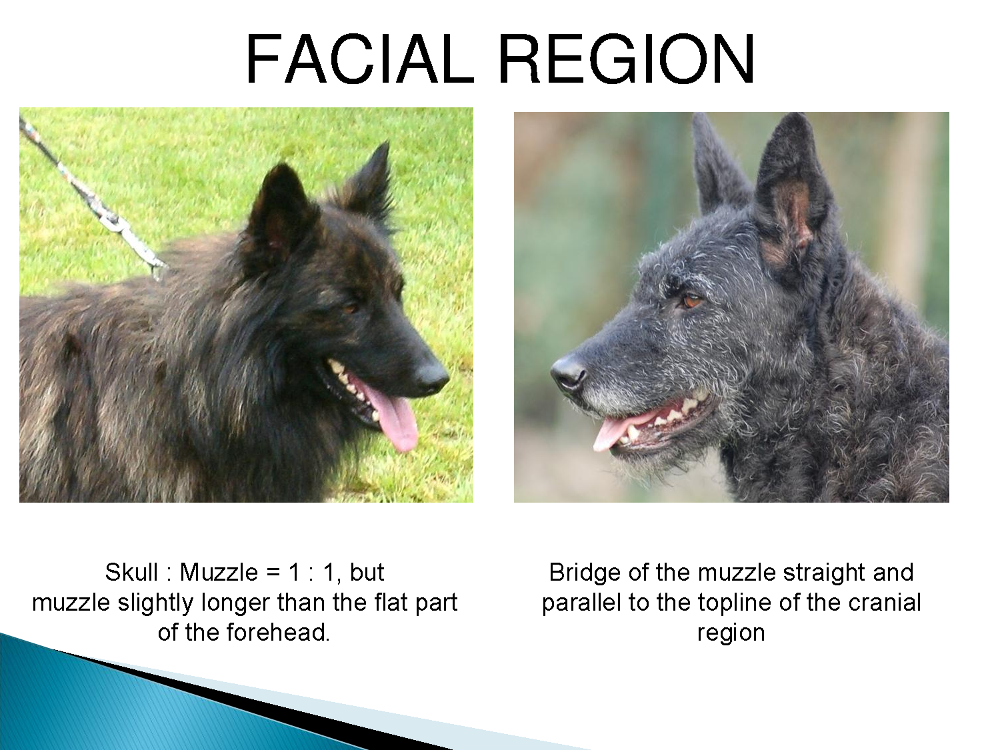 FACIAL REGION
Skull : Muzzle = 1 : 1, but
muzzle slightly longer than the flat part
of the forehead.
Bridge of the muzzle straight and
parallel to the topline of the cranial
region